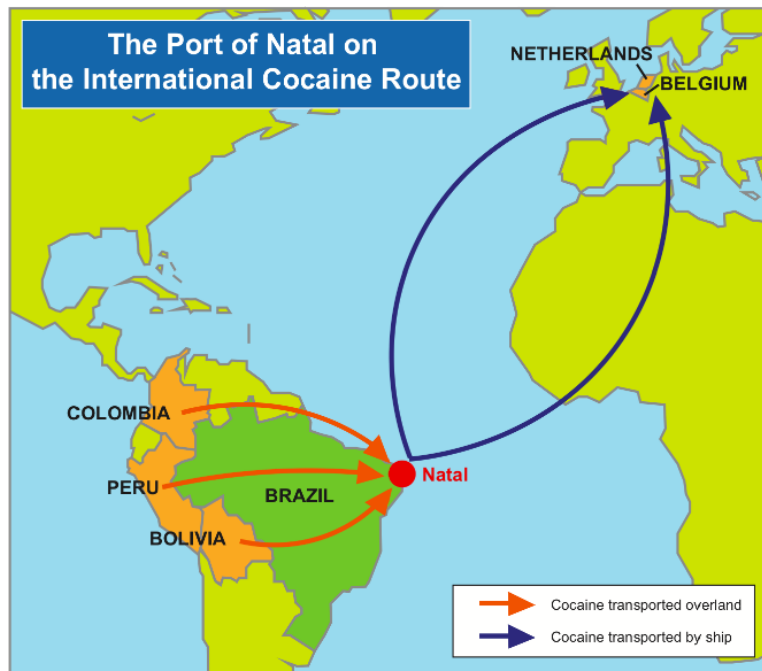 The Port of Natal on
the International Cocaine Route
NETHERLANDS
BELGIUM
COLOMBIA
PERU
BRAZIL
Natal
BOLIVIA
Cocaine transported overland
Cocaine transported by ship